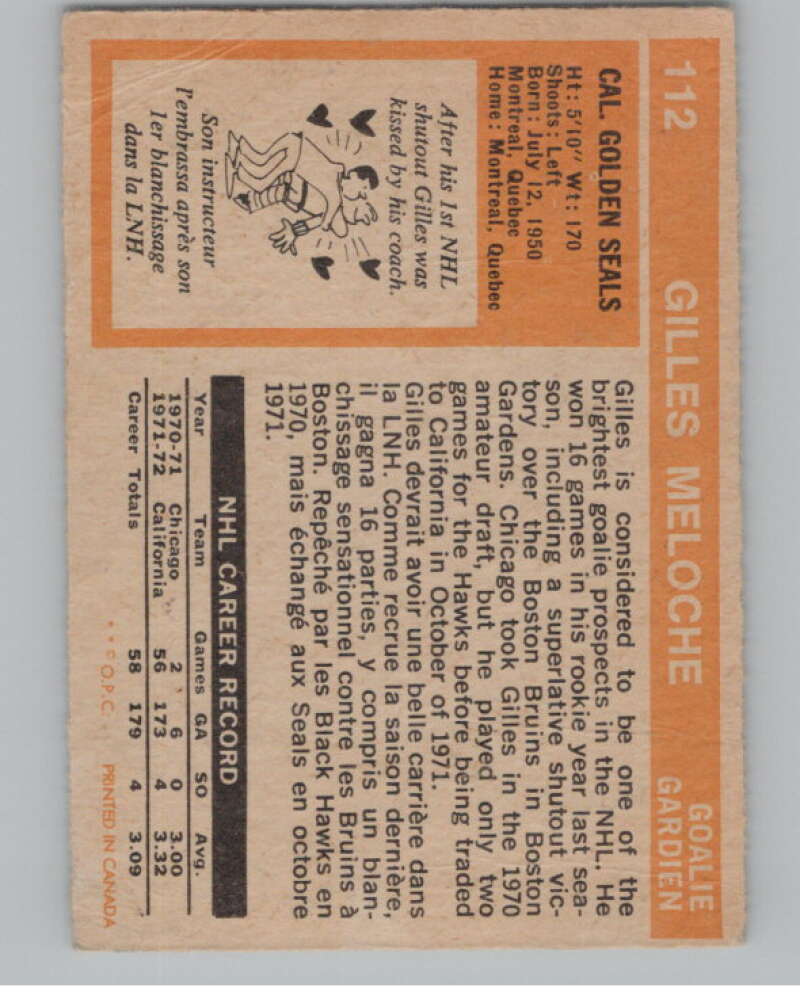 112 GILLES MELOCHE GOALIE
GARDIEN
CAL. GOLDEN SEALS
Ht: 5'10" Wt: 170
Shoots: Left
Born: July 12, 1950
Montreal, Quebec
Home: Montreal, Quebec
After his 1st NHL
shutout Gilles was
kissed by his coach.
Son instructeur
l'embrassa après son
1er blanchissage
dans la LNH.
Gilles is considered to be one of the
brightest goalie prospects in the NHL. He
won 16 games in his rookie year last sea-
son, including a superlative shutout vic-
tory over the Boston Bruins in Boston
Gardens. Chicago took Gilles in the 1970
amateur draft, but he played only two
games for the Hawks before being traded
to California in October of 1971.
Gilles devrait avoir une belle carrière dans
la LNH. Comme recrue la saison dernière,
il gagna 16 parties, y compris un blan-
chissage sensationnel contre les Bruins à
Boston. Repêché par les Black Hawks en
1970, mais échangé aux Seals en octobre
1971.
NHL CAREER RECORD
Year Team Games GA SO Avg.
1970-71 Chicago 2 6 0 3.00
1971-72 California 56 173 4 3.32
Career Totals 58 179 4 3.09
* * © O.P.C. PRINTED IN CANADA